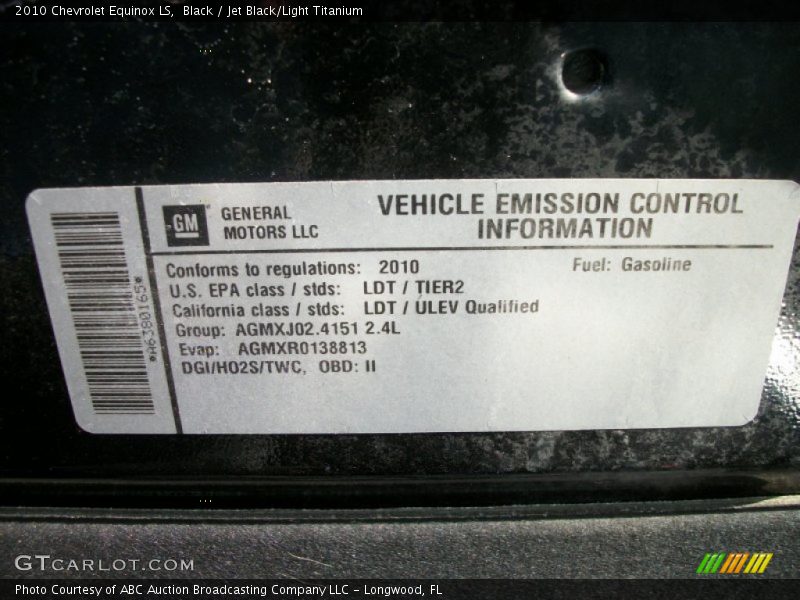 2010 Chevrolet Equinox LS,  Black / Jet Black/Light Titanium
GM
GENERAL
MOTORS LLC
VEHICLE EMISSION CONTROL
INFORMATION
Conforms to regulations: 2010
Fuel: Gasoline
U.S. EPA class / stds: LDT / TIER2
California class / stds: LDT / ULEV Qualified
Group: AGMXJ02.4151 2.4L
Evap: AGMXR0138813
DGI/HO2S/TWC, OBD: II
*A6380165*
GTCARLOT.COM
Photo Courtesy of ABC Auction Broadcasting Company LLC - Longwood, FL